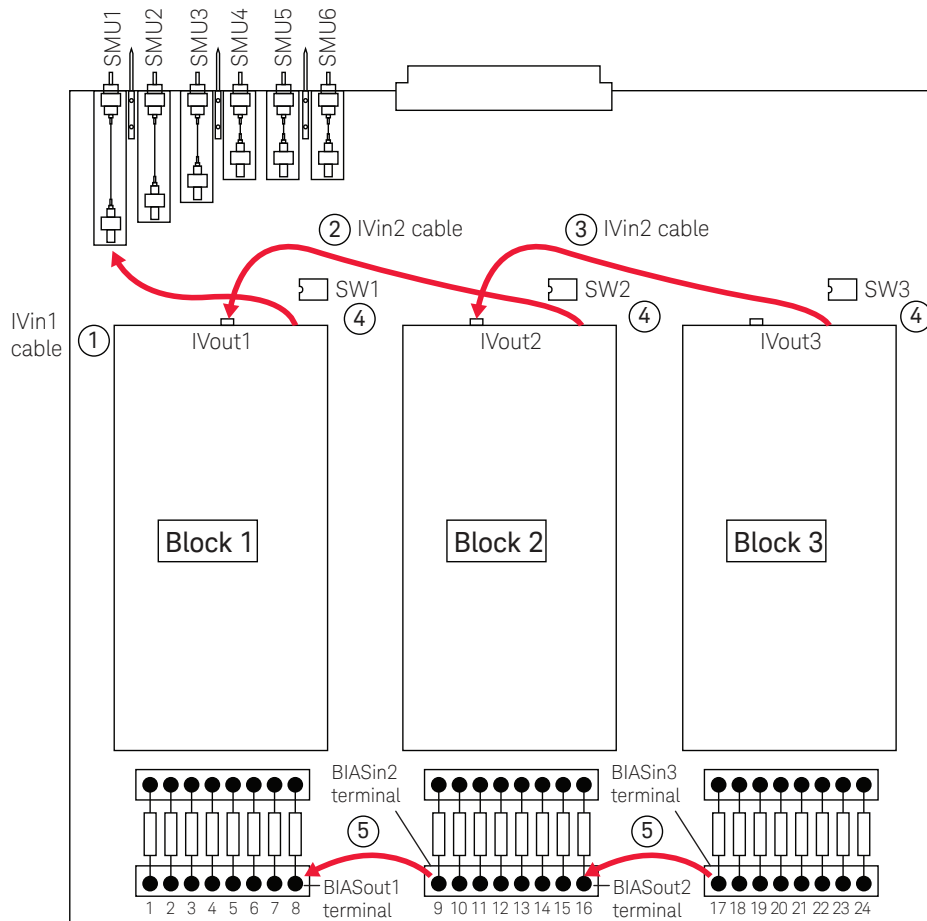 SMU1
SMU2
SMU3
SMU4
SMU5
SMU6
2 IVin2 cable
3 IVin2 cable
SW1
SW2
SW3
4
4
4
IVin1
cable
1
IVout1
IVout2
IVout3
Block 1
Block 2
Block 3
BIASin2
terminal
BIASin3
terminal
5
5
BIASout1
terminal
BIASout2
terminal
1 2 3 4 5 6 7 8
9 10 11 12 13 14 15 16
17 18 19 20 21 22 23 24